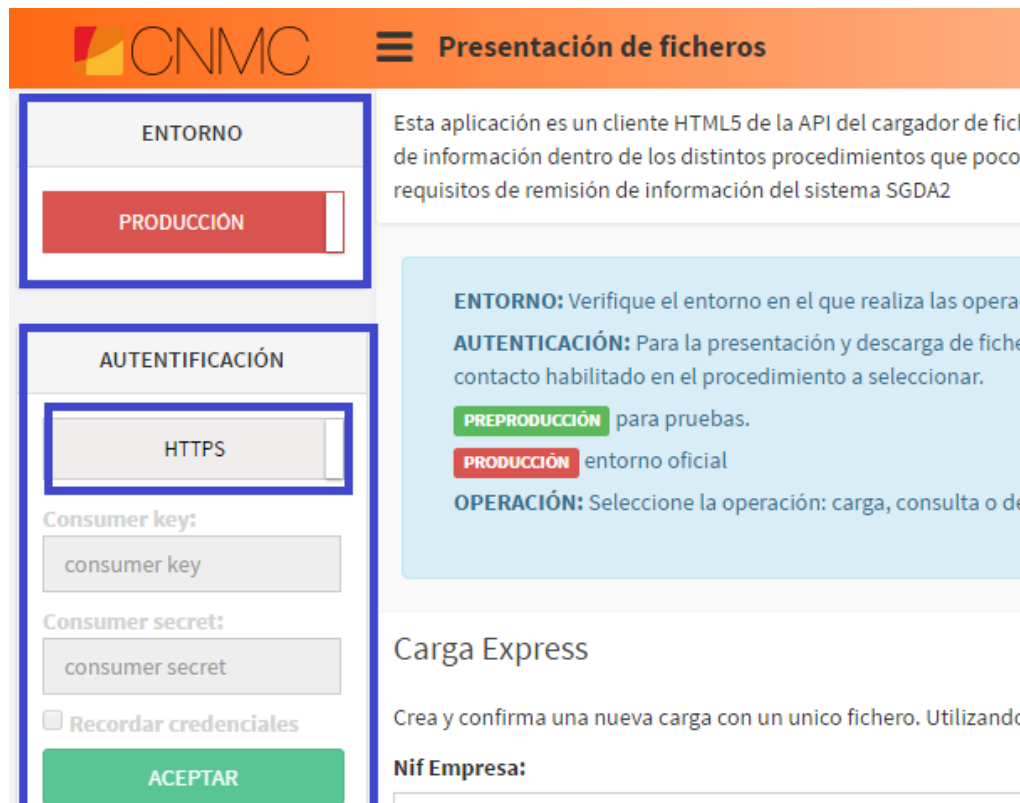 CNMC
Presentación de ficheros
ENTORNO
PRODUCCIÓN
AUTENTIFICACIÓN
HTTPS
Consumer key:
consumer key
Consumer secret:
consumer secret
Recordar credenciales
ACEPTAR
Esta aplicación es un cliente HTML5 de la API del cargador de
de información dentro de los distintos procedimientos que poco
requisitos de remisión de información del sistema SGDA2
ENTORNO: Verifique el entorno en el que realiza las
AUTENTICACIÓN: Para la presentación y descarga de
contacto habilitado en el procedimiento a seleccionar.
PREPRODUCCIÓN para pruebas.
PRODUCCIÓN entorno oficial
OPERACIÓN: Seleccione la operación: carga, consulta o
Carga Express
Crea y confirma una nueva carga con un unico fichero. Utilizando
Nif Empresa: